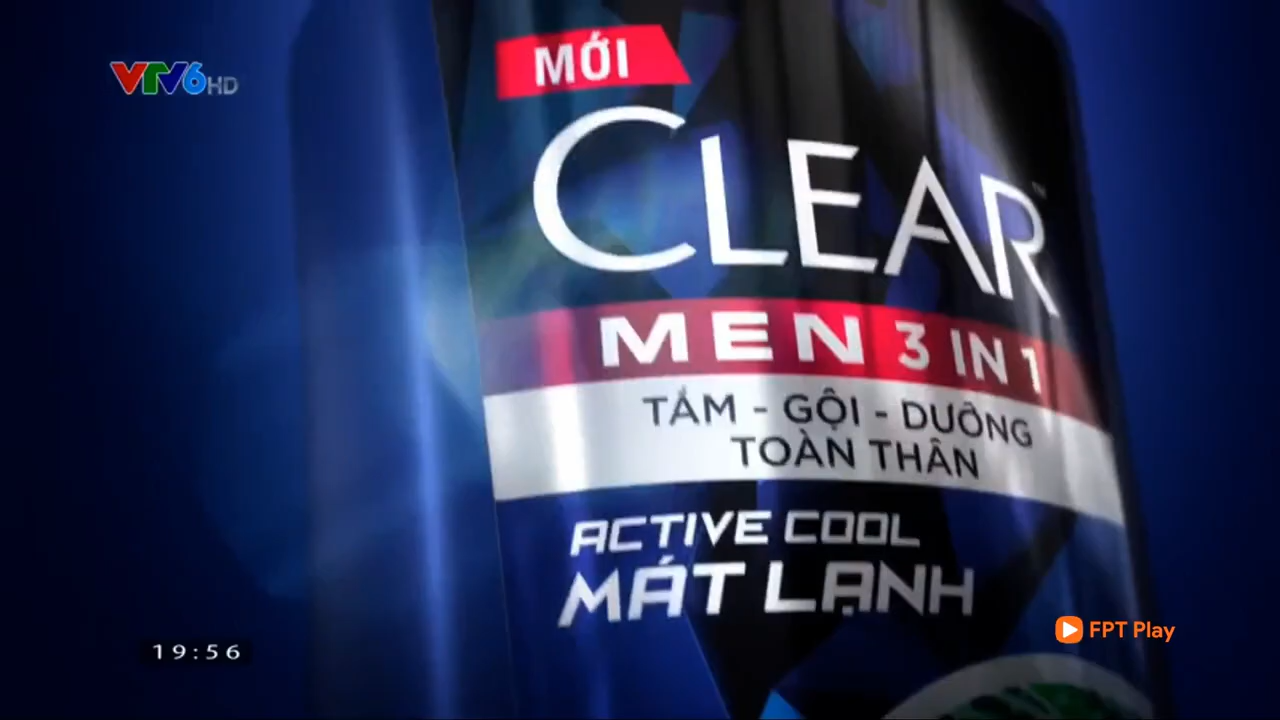 MỚI
VTV6HD
CLEAR™
MEN 3 IN 1
TẮM - GỘI - DƯỠNG
TOÀN THÂN
ACTIVE COOL
MÁT LẠNH
FPT Play
19:56